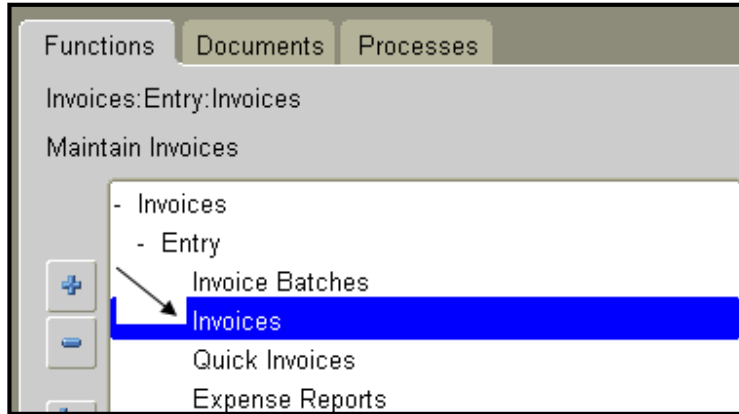 Functions Documents Processes
Invoices:Entry:Invoices
Maintain Invoices
- Invoices
- Entry
Invoice Batches
Invoices
Quick Invoices
Expense Reports